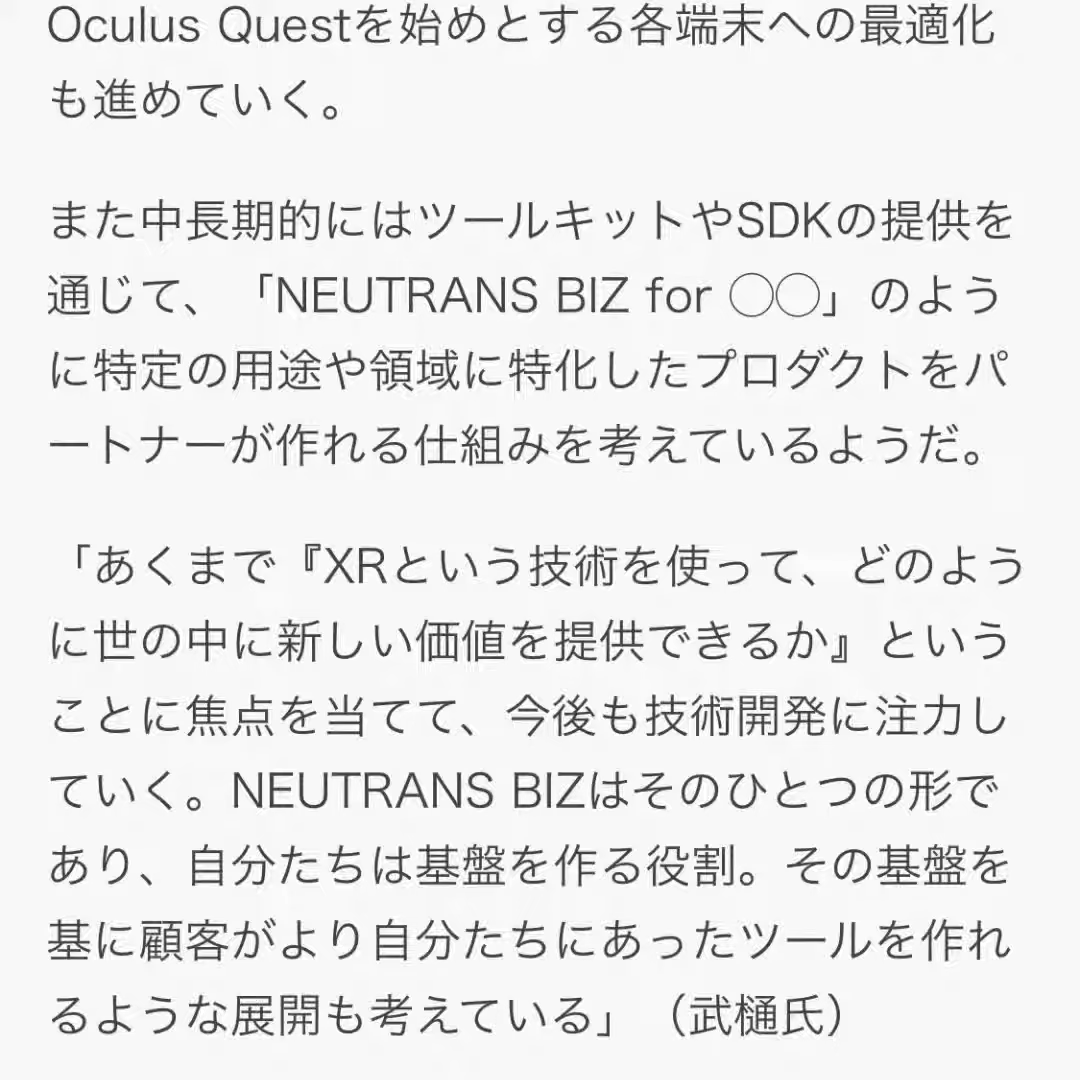 Oculus Questを始めとする各端末への最適化
も進めていく。
また中長期的にはツールキットやSDKの提供を
通じて、「NEUTRANS BIZ for ◯◯」のよう
に特定の用途や領域に特化したプロダクトをパ
ートナーが作れる仕組みを考えているようだ。
「あくまで『XRという技術を使って、どのよう
に世の中に新しい価値を提供できるか』という
ことに焦点を当てて、今後も技術開発に注力し
ていく。NEUTRANS BIZはそのひとつの形で
あり、自分たちは基盤を作る役割。その基盤を
基に顧客がより自分たちにあったツールを作れ
るような展開も考えている」（武樋氏）